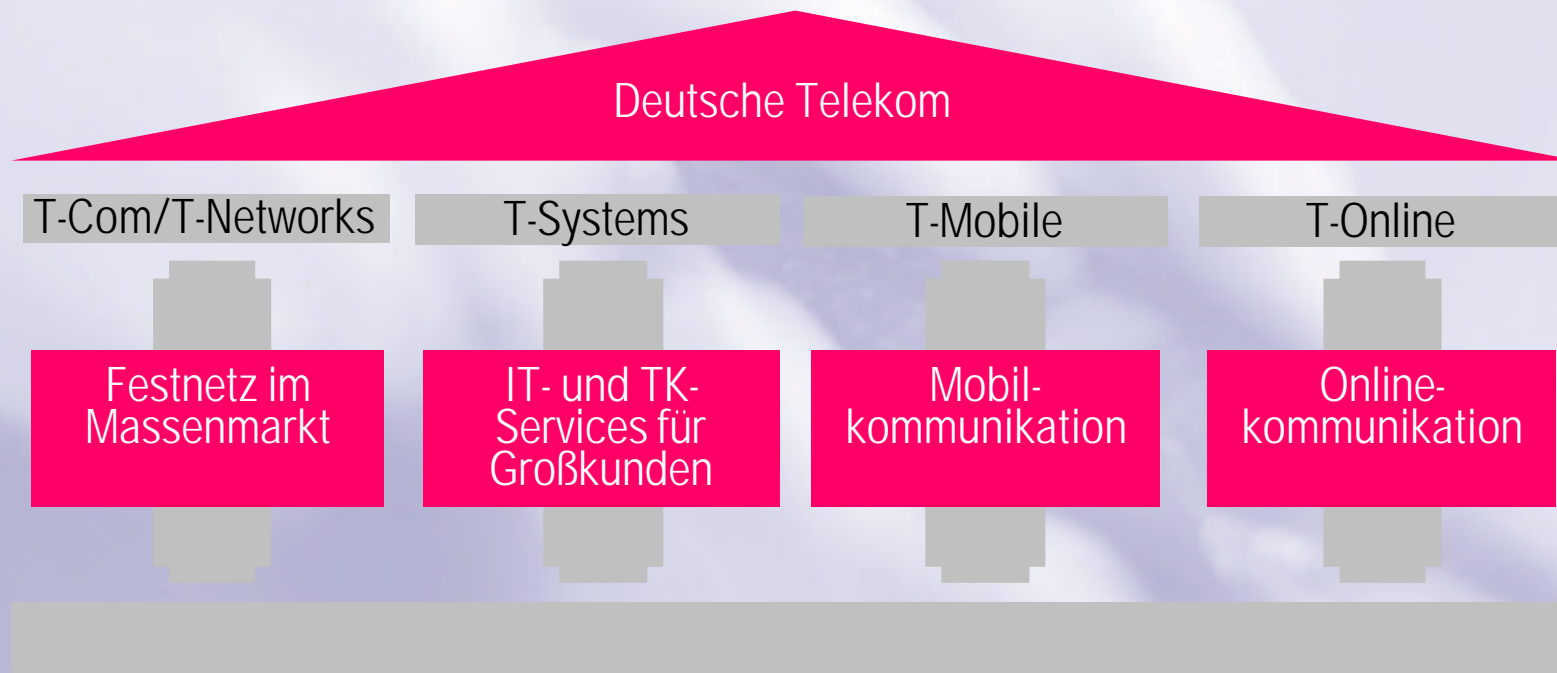 Deutsche Telekom
T-Com/T-Networks
T-Systems
T-Mobile
T-Online
Festnetz im
Massenmarkt
IT- und TK-
Services für
Großkunden
Mobil-
kommunikation
Online-
kommunikation